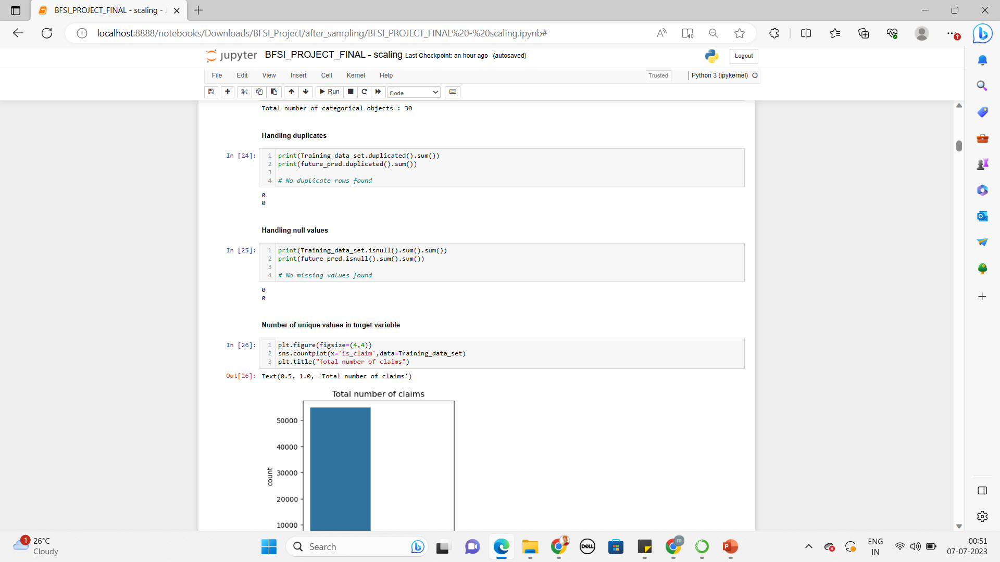 BFSI_PROJECT_FINAL - scaling - J
localhost:8888/notebooks/Downloads/BFSI_Project/after_sampling/BFSI_PROJECT_FINAL%20-%20scaling.ipynb#
jupyter BFSI_PROJECT_FINAL - scaling Last Checkpoint: an hour ago (autosaved)
Logout
File Edit View Insert Cell Kernel Help
Trusted
Python 3 (ipykernel)
Run
Code
Total number of categorical objects : 30
Handling duplicates
In [24]:
1 print(Training_data_set.duplicated().sum())
2 print(future_pred.duplicated().sum())
3
4 # No duplicate rows found
0
0
Handling null values
In [25]:
1 print(Training_data_set.isnull().sum().sum())
2 print(future_pred.isnull().sum().sum())
3
4 # No missing values found
0
0
Number of unique values in target variable
In [26]:
1 plt.figure(figsize=(4,4))
2 sns.countplot(x='is_claim',data=Training_data_set)
3 plt.title("Total number of claims")
Out[26]: Text(0.5, 1.0, 'Total number of claims')
Total number of claims
50000
40000
30000
20000
10000
count
1
26°C
Cloudy
Search
DELL
m
P
ENG
IN
00:51
07-07-2023